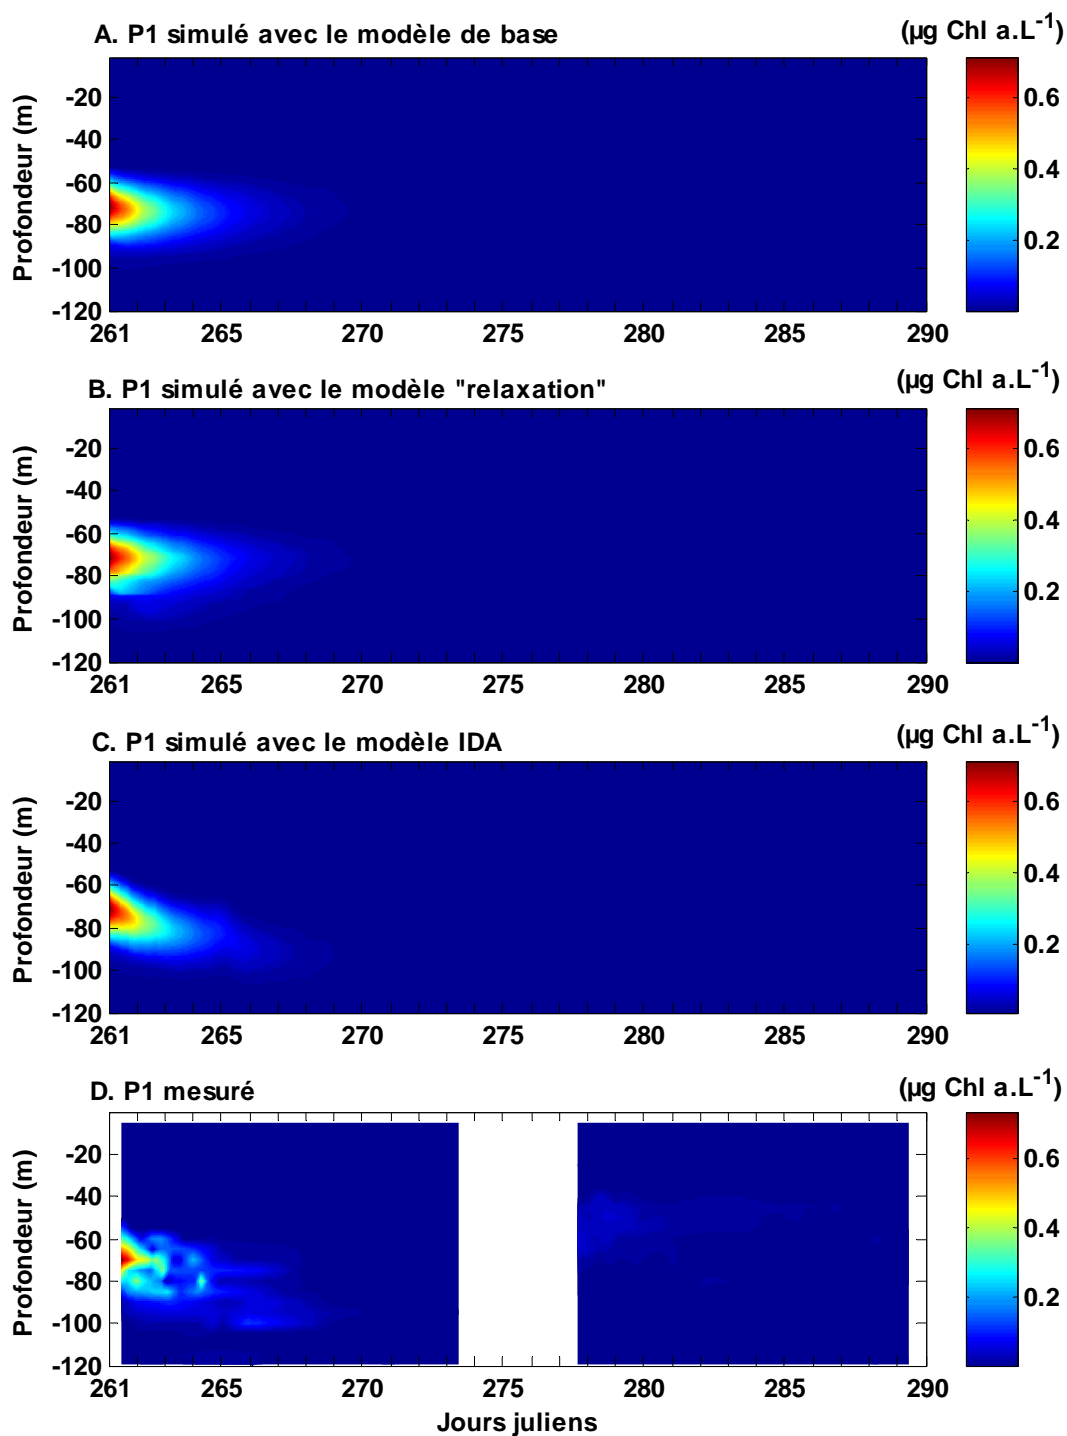 A. P1 simulé avec le modèle de base
(µg Chl a.L-1)
Profondeur (m)
-20
-40
-60
-80
-100
-120
261 265 270 275 280 285 290
0.6
0.4
0.2
B. P1 simulé avec le modèle "relaxation"
(µg Chl a.L-1)
Profondeur (m)
-20
-40
-60
-80
-100
-120
261 265 270 275 280 285 290
0.6
0.4
0.2
C. P1 simulé avec le modèle IDA
(µg Chl a.L-1)
Profondeur (m)
-20
-40
-60
-80
-100
-120
261 265 270 275 280 285 290
0.6
0.4
0.2
D. P1 mesuré
(µg Chl a.L-1)
Profondeur (m)
-20
-40
-60
-80
-100
-120
261 265 270 275 280 285 290
0.6
0.4
0.2
Jours juliens